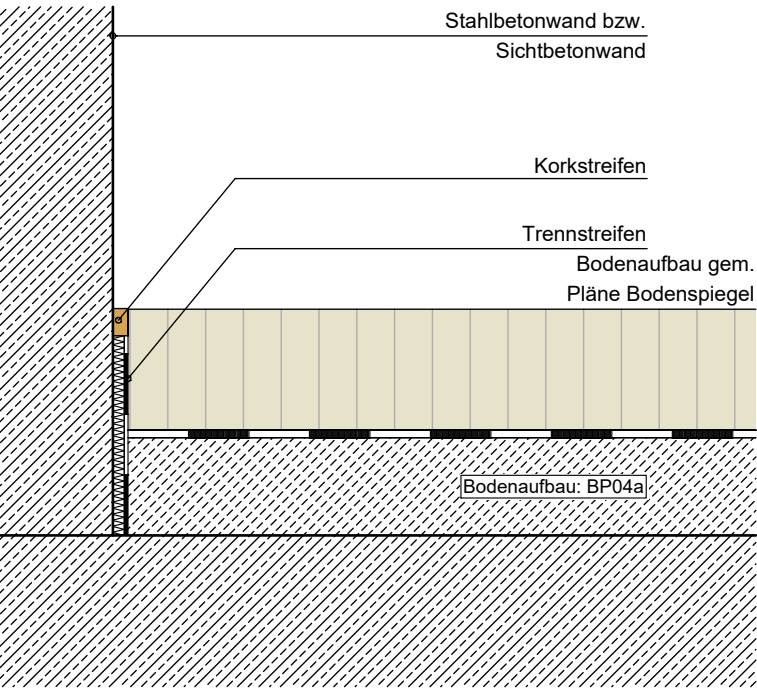 Stahlbetonwand bzw.
Sichtbetonwand
Korkstreifen
Trennstreifen
Bodenaufbau gem.
Pläne Bodenspiegel
Bodenaufbau: BP04a